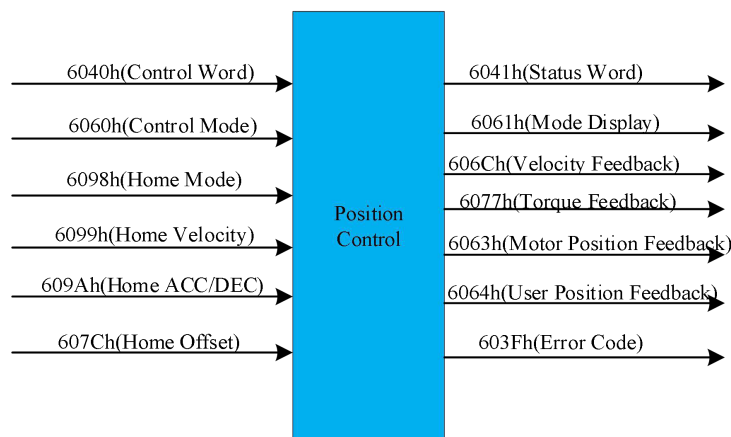 6040h(Control Word)
6060h(Control Mode)
6098h(Home Mode)
6099h(Home Velocity)
609Ah(Home ACC/DEC)
607Ch(Home Offset)
Position
Control
6041h(Status Word)
6061h(Mode Display)
606Ch(Velocity Feedback)
6077h(Torque Feedback)
6063h(Motor Position Feedback)
6064h(User Position Feedback)
603Fh(Error Code)